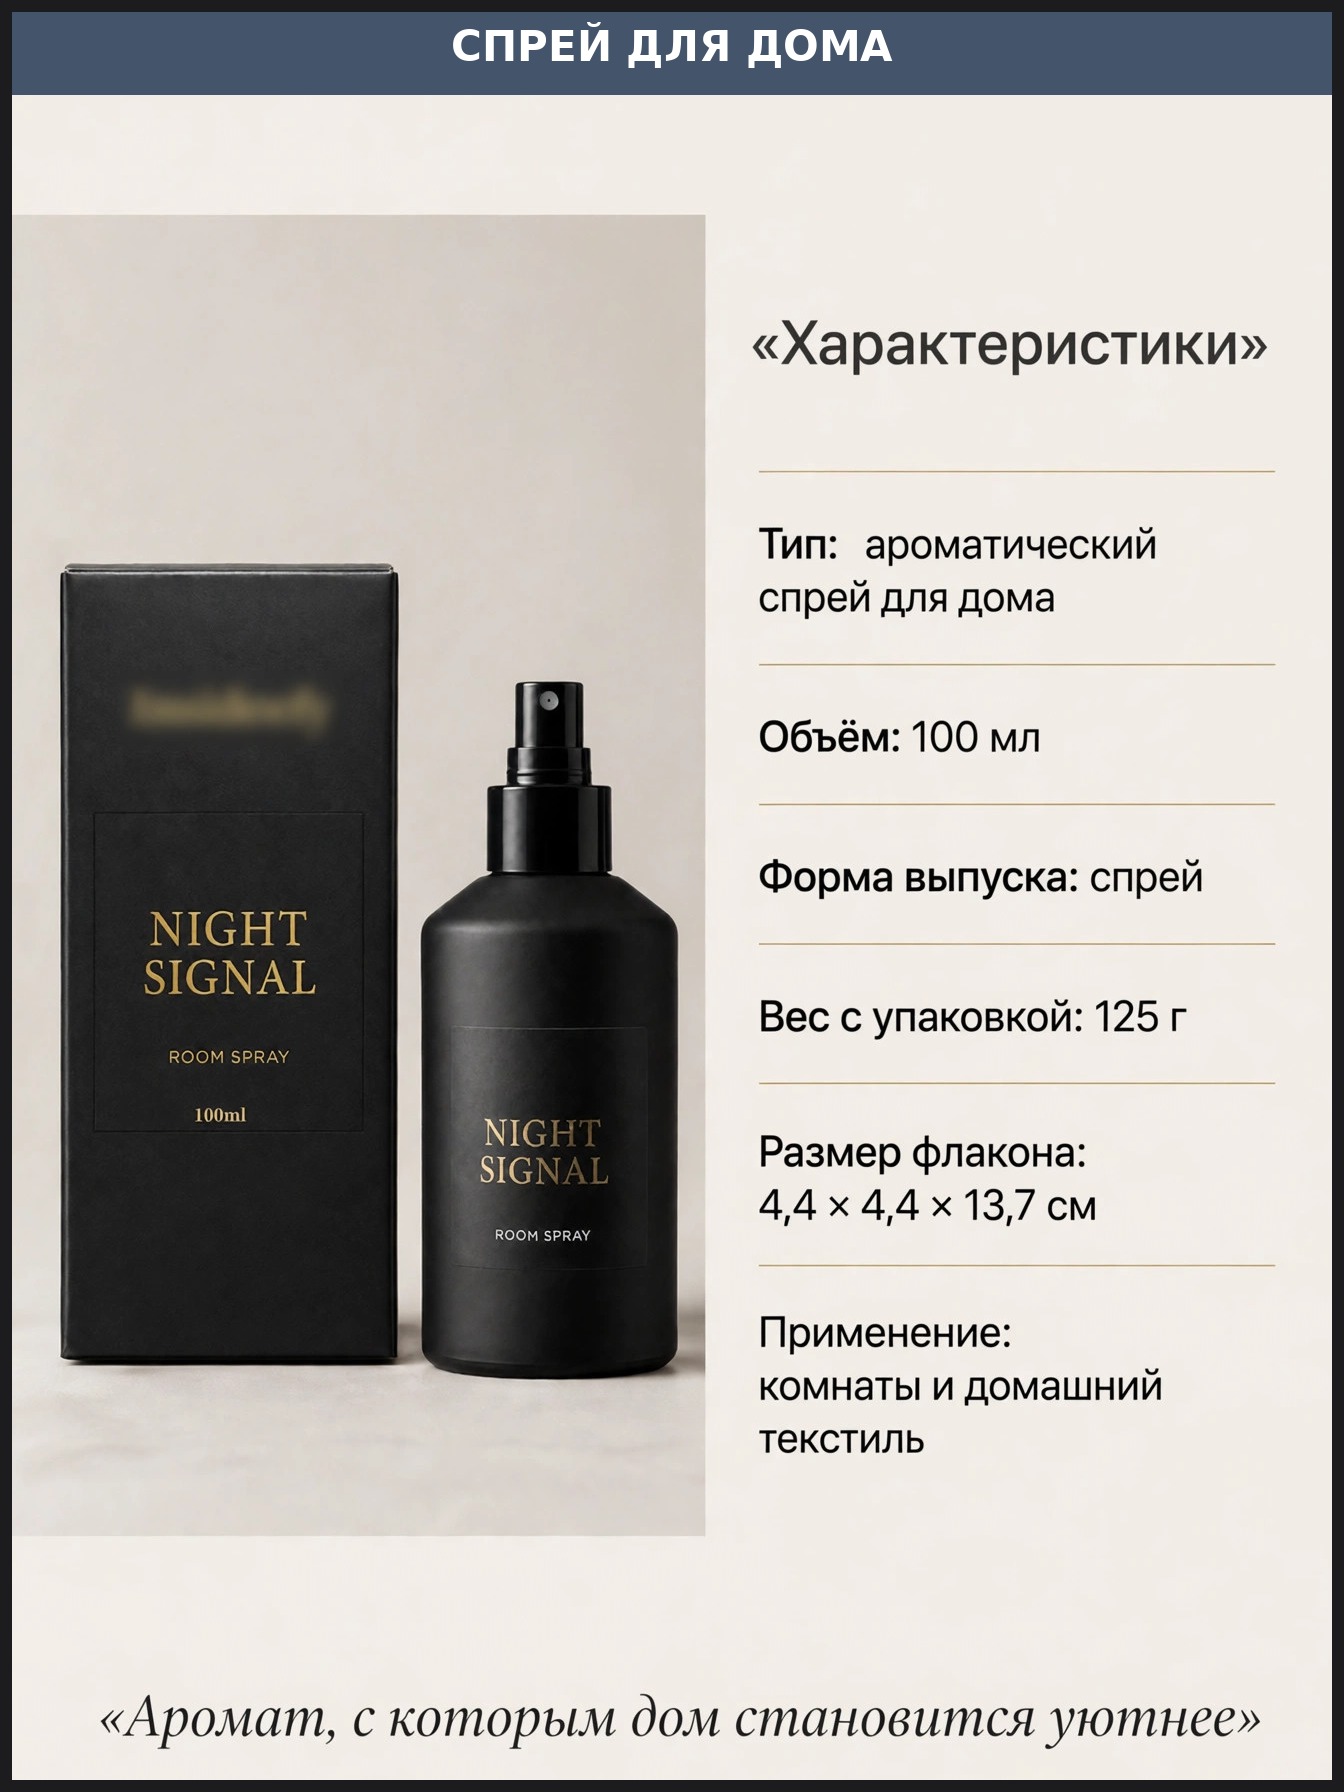 СПРЕЙ ДЛЯ ДОМА
«Характеристики»
Тип: ароматический
спрей для дома
Объём: 100 мл
Форма выпуска: спрей
Вес с упаковкой: 125 г
Размер флакона:
4,4 × 4,4 × 13,7 см
Применение:
комнаты и домашний
текстиль
NIGHT
SIGNAL
ROOM SPRAY
100ml
NIGHT
SIGNAL
ROOM SPRAY
«Аромат, с которым дом становится уютнее»